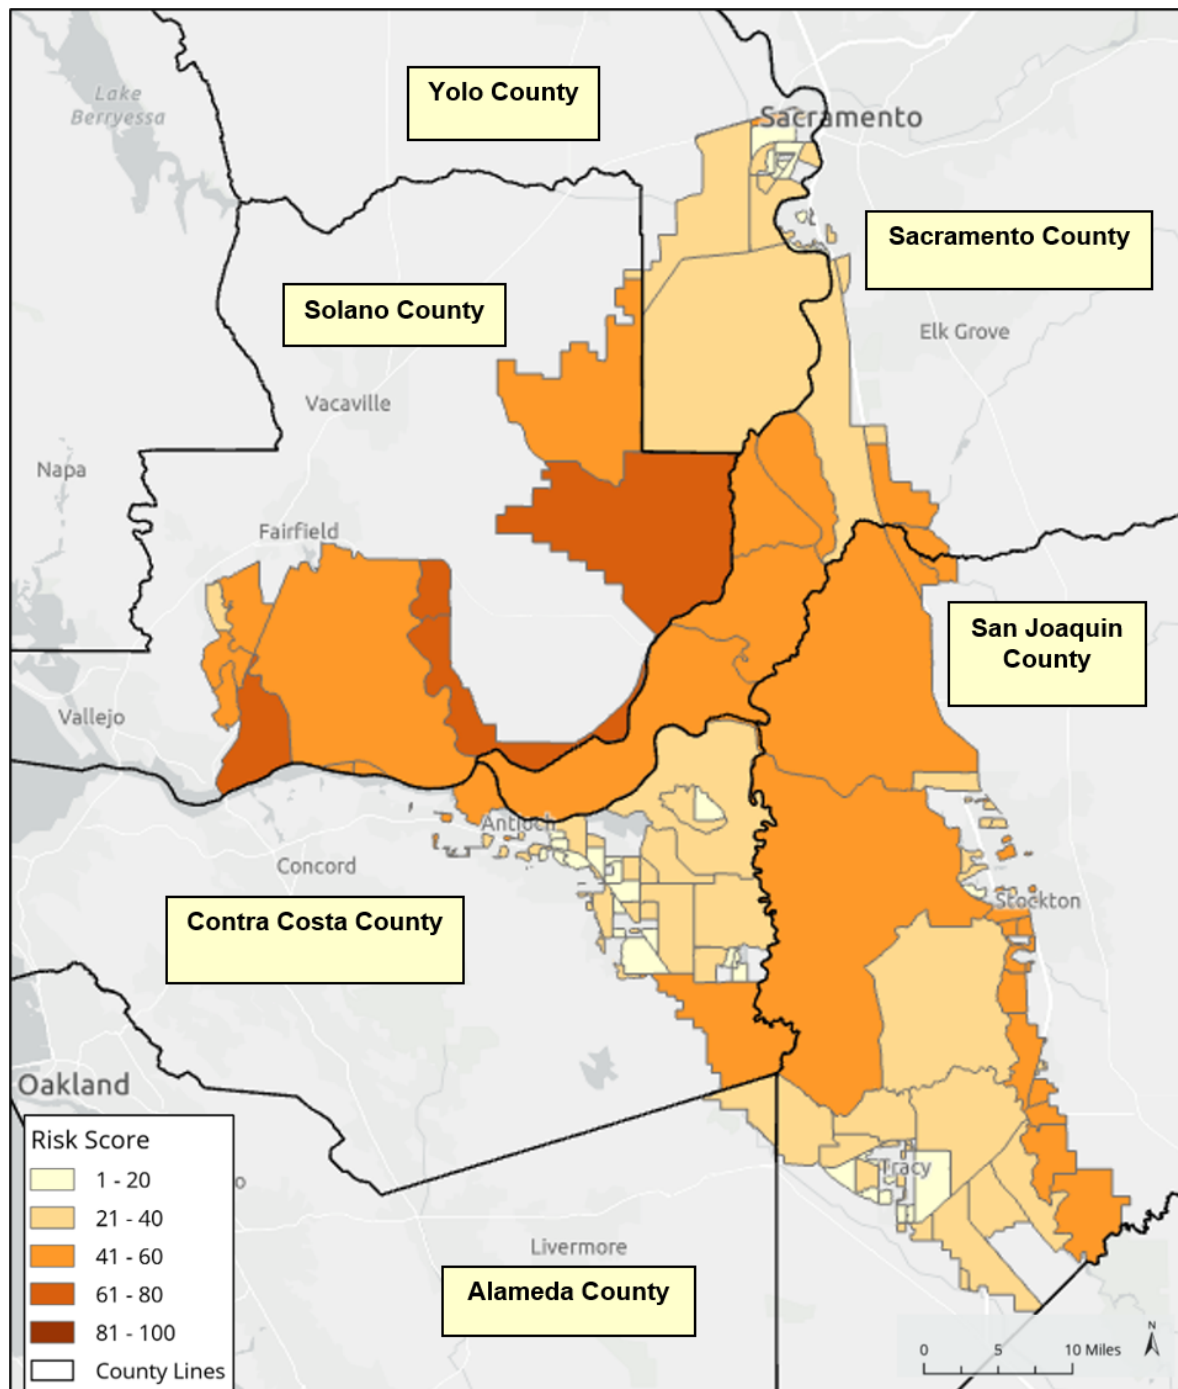 Lake
Berryessa
Yolo County
Sacramento
Sacramento County
Solano County
Elk Grove
Vacaville
Napa
Fairfield
San Joaquin
County
Vallejo
Antioch
Concord
Stockton
Contra Costa County
Oakland
Risk Score
1 - 20
21 - 40
41 - 60
61 - 80
81 - 100
County Lines
o
Tracy
Livermore
Alameda County
N
0 5 10 Miles